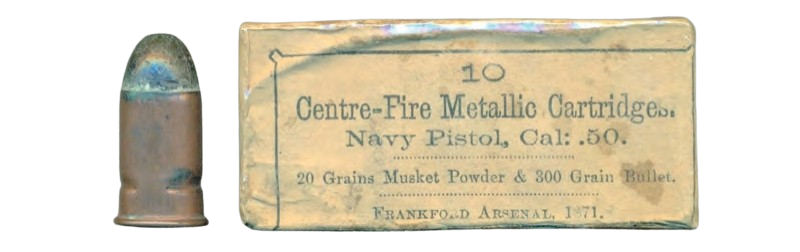 10
Centre-Fire Metallic Cartridges.
Navy Pistol, Cal: .50.
20 Grains Musket Powder & 300 Grain Bullet.
FRANKFORD ARSENAL, 1871.